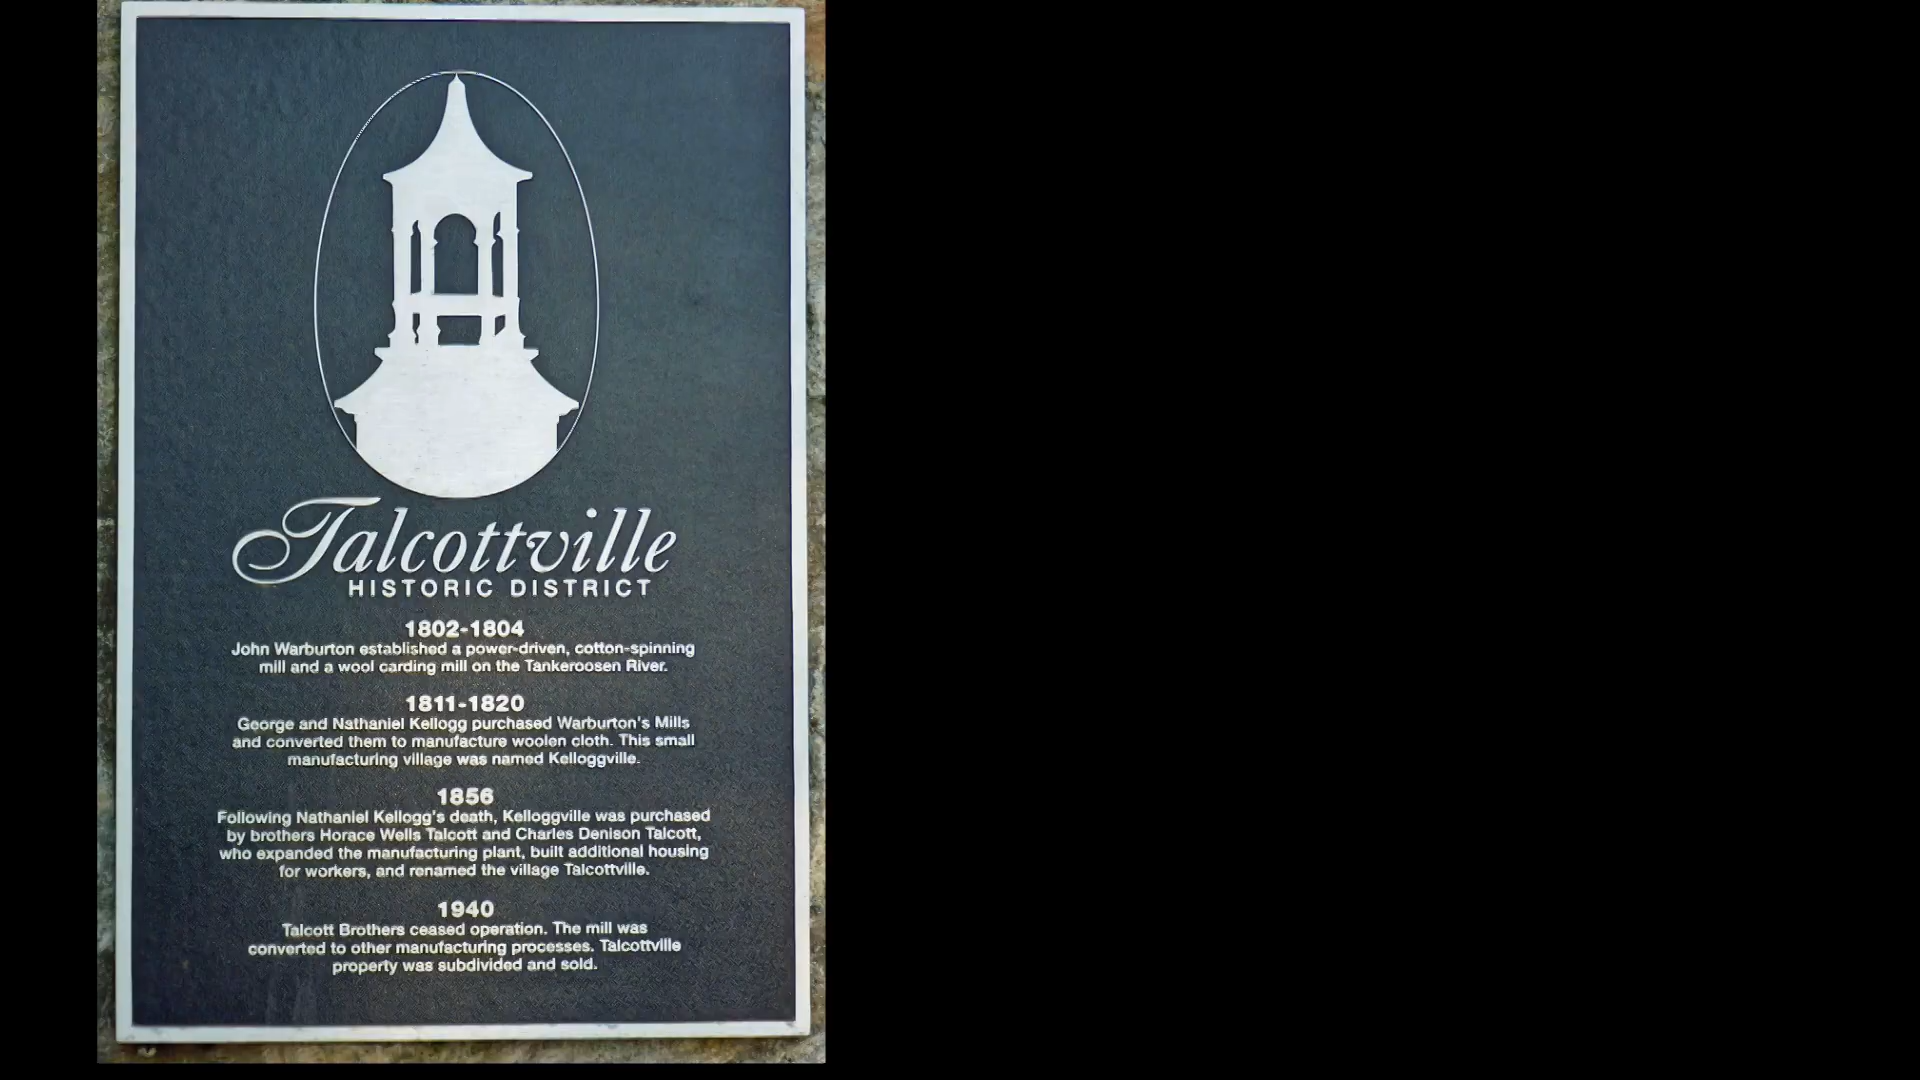 Talcottville
HISTORIC DISTRICT
1802-1804
John Warburton established a power-driven, cotton-spinning
mill and a wool carding mill on the Tankeroosen River.
1811-1820
George and Nathaniel Kellogg purchased Warburton's Mills
and converted them to manufacture woolen cloth. This small
manufacturing village was named Kelloggville.
1856
Following Nathaniel Kellogg's death, Kelloggville was purchased
by brothers Horace Wells Talcott and Charles Denison Talcott,
who expanded the manufacturing plant, built additional housing
for workers, and renamed the village Talcottville.
1940
Talcott Brothers ceased operation. The mill was
converted to other manufacturing processes. Talcottville
property was subdivided and sold.